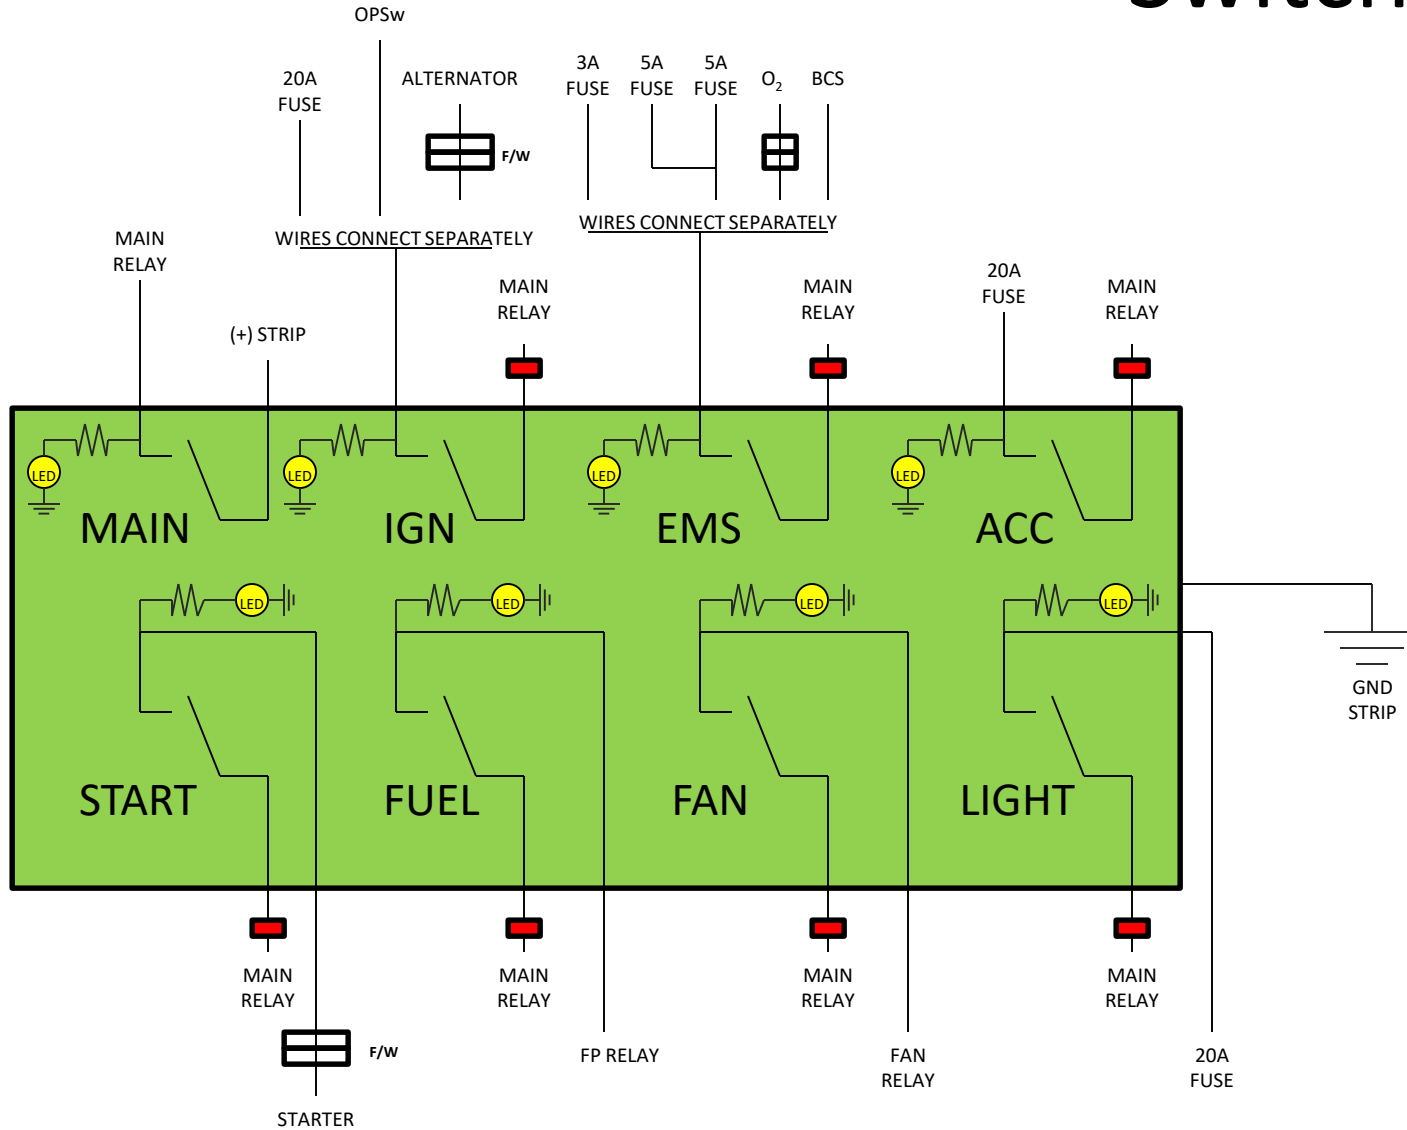 OPSw
20A
FUSE
ALTERNATOR
F/W
3A
FUSE
5A
FUSE
5A
FUSE
O2
BCS
WIRES CONNECT SEPARATELY
WIRES CONNECT SEPARATELY
MAIN
RELAY
(+) STRIP
MAIN
RELAY
MAIN
RELAY
20A
FUSE
MAIN
RELAY
LED
LED
LED
LED
MAIN
IGN
EMS
ACC
LED
LED
LED
LED
START
FUEL
FAN
LIGHT
GND
STRIP
MAIN
RELAY
MAIN
RELAY
MAIN
RELAY
MAIN
RELAY
F/W
STARTER
FP RELAY
FAN
RELAY
20A
FUSE